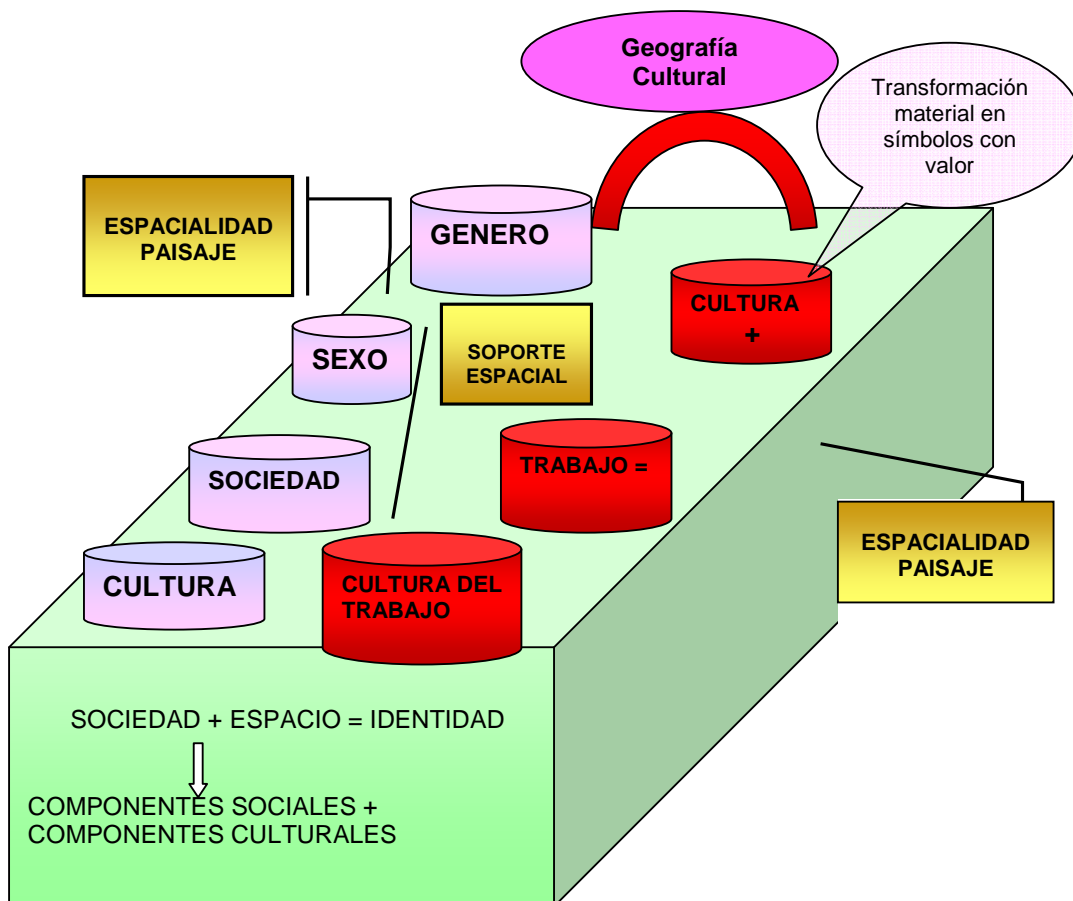 Geografía
Cultural
Transformación
material en
símbolos con
valor
ESPACIALIDAD
PAISAJE
GENERO
CULTURA
+
SEXO
SOPORTE
ESPACIAL
SOCIEDAD
TRABAJO =
ESPACIALIDAD
PAISAJE
CULTURA
CULTURA DEL
TRABAJO
SOCIEDAD + ESPACIO = IDENTIDAD
COMPONENTES SOCIALES +
COMPONENTES CULTURALES